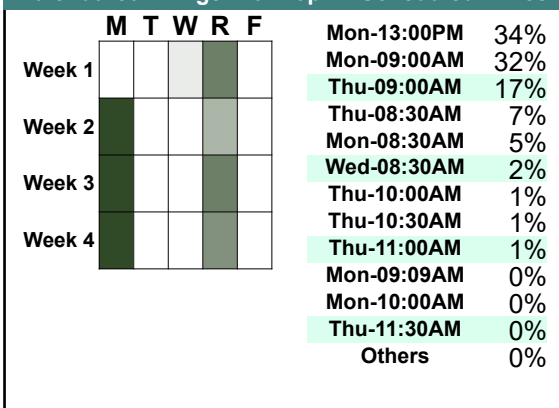 M T W R F
Week 1
Week 2
Week 3
Week 4
Mon-13:00PM 34%
Mon-09:00AM 32%
Thu-09:00AM 17%
Thu-08:30AM 7%
Mon-08:30AM 5%
Wed-08:30AM 2%
Thu-10:00AM 1%
Thu-10:30AM 1%
Thu-11:00AM 1%
Mon-09:09AM 0%
Mon-10:00AM 0%
Thu-11:30AM 0%
Others 0%